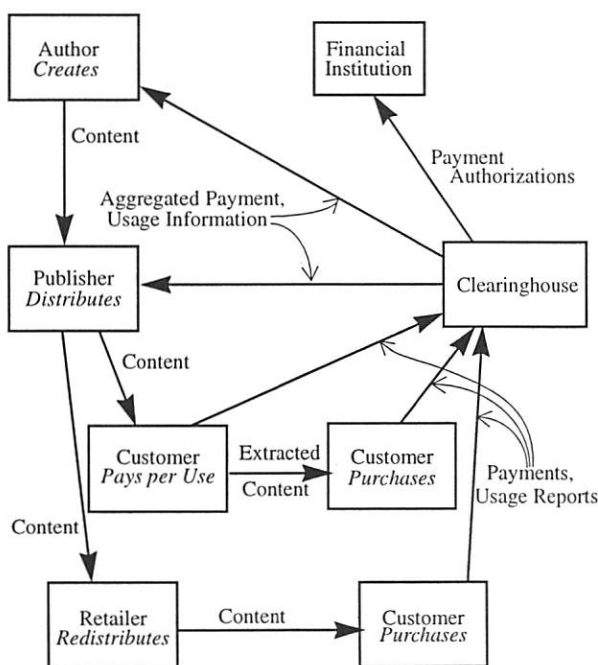 Author
Creates
Financial
Institution
Content
Payment
Authorizations
Aggregated Payment,
Usage Information
Publisher
Distributes
Clearinghouse
Content
Customer
Pays per Use
Extracted
Content
Customer
Purchases
Payments,
Usage Reports
Content
Retailer
Redistributes
Content
Customer
Purchases